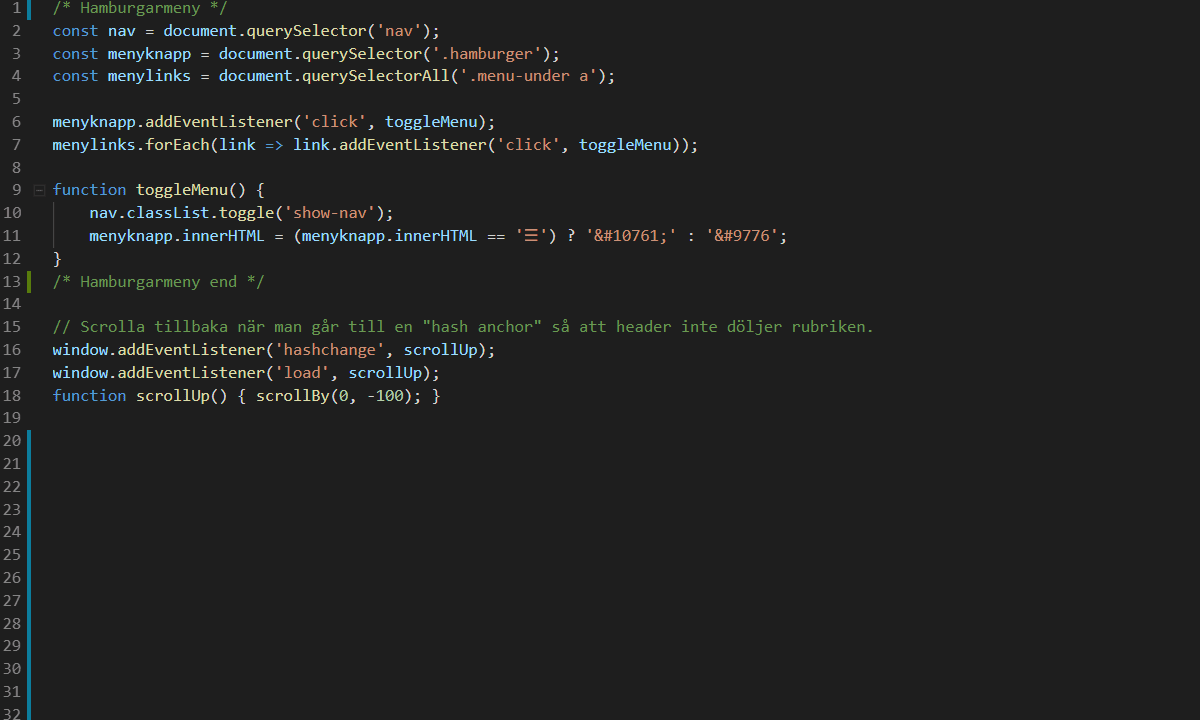 1 /* Hamburgarmeny */
2 const nav = document.querySelector('nav');
3 const menyknapp = document.querySelector('.hamburger');
4 const menylinks = document.querySelectorAll('.menu-under a');
5
6 menyknapp.addEventListener('click', toggleMenu);
7 menylinks.forEach(link => link.addEventListener('click', toggleMenu));
8
9 function toggleMenu() {
10     nav.classList.toggle('show-nav');
11     menyknapp.innerHTML = (menyknapp.innerHTML == '☰') ? '&#10761;' : '&#9776';
12 }
13 /* Hamburgarmeny end */
14
15 // Scrolla tillbaka när man går till en "hash anchor" så att header inte döljer rubriken.
16 window.addEventListener('hashchange', scrollUp);
17 window.addEventListener('load', scrollUp);
18 function scrollUp() { scrollBy(0, -100); }
19
20
21
22
23
24
25
26
27
28
29
30
31
32